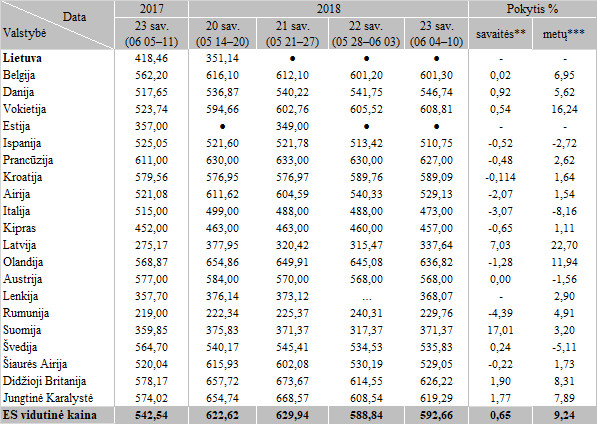 Data 2017 2018 Pokytis %
Valstybė 23 sav. (06 05–11) 20 sav. (05 14–20) 21 sav. (05 21–27) 22 sav. (05 28–06 03) 23 sav. (06 04–10) savaitės** metų***
Lietuva 418,46 351,14 ● ● ● - -
Belgija 562,20 616,10 612,10 601,20 601,30 0,02 6,95
Danija 517,65 536,87 540,22 541,75 546,74 0,92 5,62
Vokietija 523,74 594,66 602,76 605,52 608,81 0,54 16,24
Estija 357,00 ● 349,00 ● ● - -
Ispanija 525,05 521,60 521,78 513,42 510,75 -0,52 -2,72
Prancūzija 611,00 630,00 633,00 630,00 627,00 -0,48 2,62
Kroatija 579,56 576,95 576,97 589,76 589,09 -0,114 1,64
Airija 521,08 611,62 604,59 540,33 529,13 -2,07 1,54
Italija 515,00 499,00 488,00 488,00 473,00 -3,07 -8,16
Kipras 452,00 463,00 463,00 460,00 457,00 -0,65 1,11
Latvija 275,17 377,95 320,42 315,47 337,64 7,03 22,70
Olandija 568,87 654,86 649,91 645,08 636,82 -1,28 11,94
Austrija 577,00 584,00 570,00 568,00 568,00 0,00 -1,56
Lenkija 357,70 376,14 373,12 ... 368,07 - 2,90
Rumunija 219,00 222,34 225,37 240,31 229,76 -4,39 4,91
Suomija 359,85 375,83 371,37 317,37 371,37 17,01 3,20
Švedija 564,70 540,17 545,41 534,53 535,83 0,24 -5,11
Šiaurės Airija 520,04 615,93 602,08 530,19 529,05 -0,22 1,73
Didžioji Britanija 578,17 657,72 673,67 614,55 626,22 1,90 8,31
Jungtinė Karalystė 574,02 654,74 668,57 608,54 619,29 1,77 7,89
ES vidutinė kaina 542,54 622,62 629,94 588,84 592,66 0,65 9,24